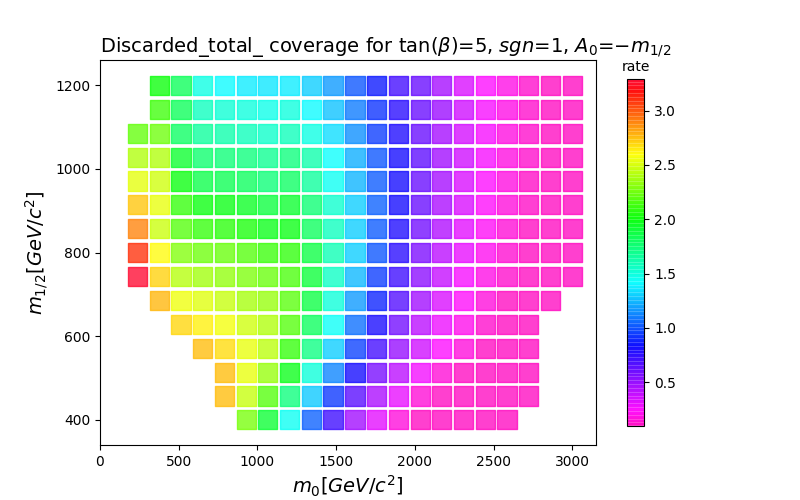 Discarded_total_ coverage for tan(β)=5, sgn=1, A₀=−m₁/₂
rate
1200
1000
800
600
400
m₁/₂[GeV/c²]
3.0
2.5
2.0
1.5
1.0
0.5
0 500 1000 1500 2000 2500 3000
m₀[GeV/c²]